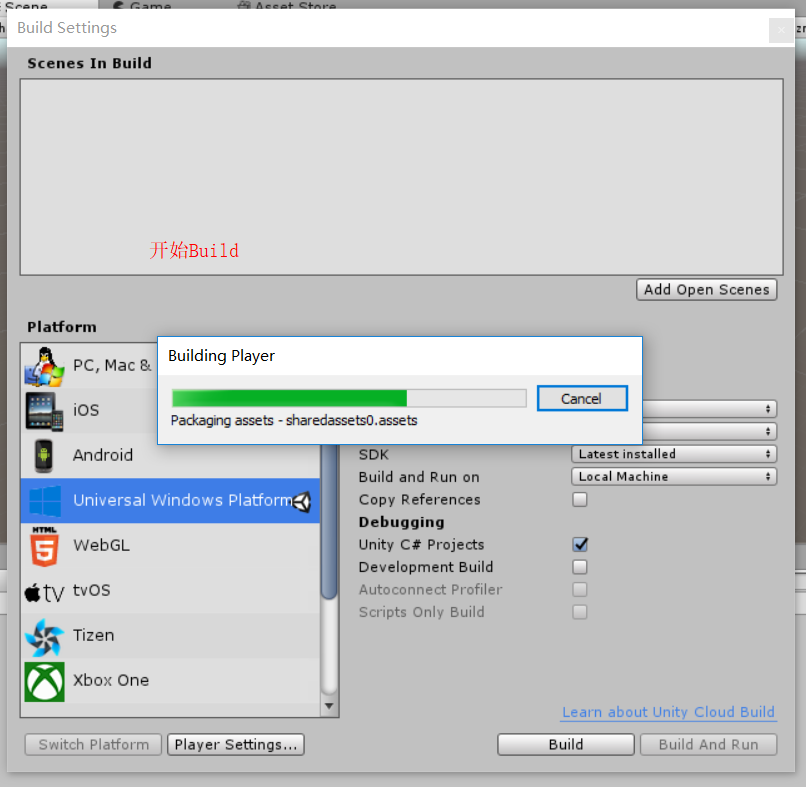 Scene Game Asset Store
Build Settings
Scenes In Build
开始Build
Add Open Scenes
Platform
PC, Mac &
iOS
Android
Universal Windows Platform
HTML
5
WebGL
tv
tvOS
Tizen
Xbox One
Building Player
Cancel
Packaging assets - sharedassets0.assets
SDK
Latest installed
Build and Run on
Local Machine
Copy References
Debugging
Unity C# Projects
Development Build
Autoconnect Profiler
Scripts Only Build
Learn about Unity Cloud Build
Switch Platform
Player Settings...
Build
Build And Run